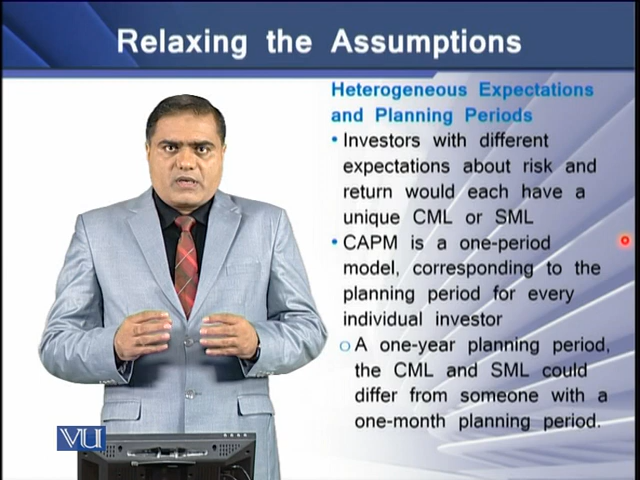 Relaxing the Assumptions
Heterogeneous Expectations
and Planning Periods
• Investors with different
expectations about risk and
return would each have a
unique CML or SML
• CAPM is a one-period
model, corresponding to the
planning period for every
individual investor
o A one-year planning period,
the CML and SML could
differ from someone with a
one-month planning period.
VU